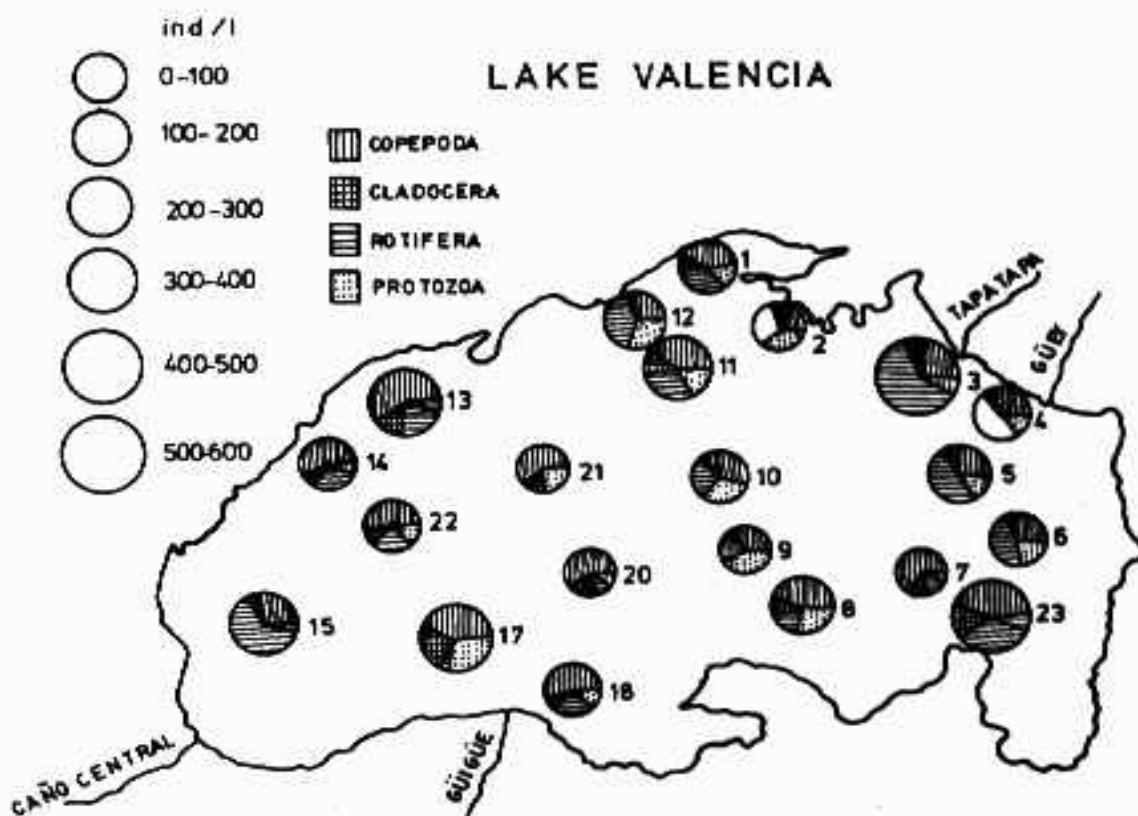 ind /l
0-100
100-200
200-300
300-400
400-500
500-600
LAKE VALENCIA
COPEPODA
CLADOCERA
ROTIFERA
PROTOZOA
1
12
2
TAPATAPA
GÜEY
11
3
13
4
14
21
10
5
22
9
6
20
7
15
17
8
23
18
CAÑO CENTRAL
GÜIGÜE